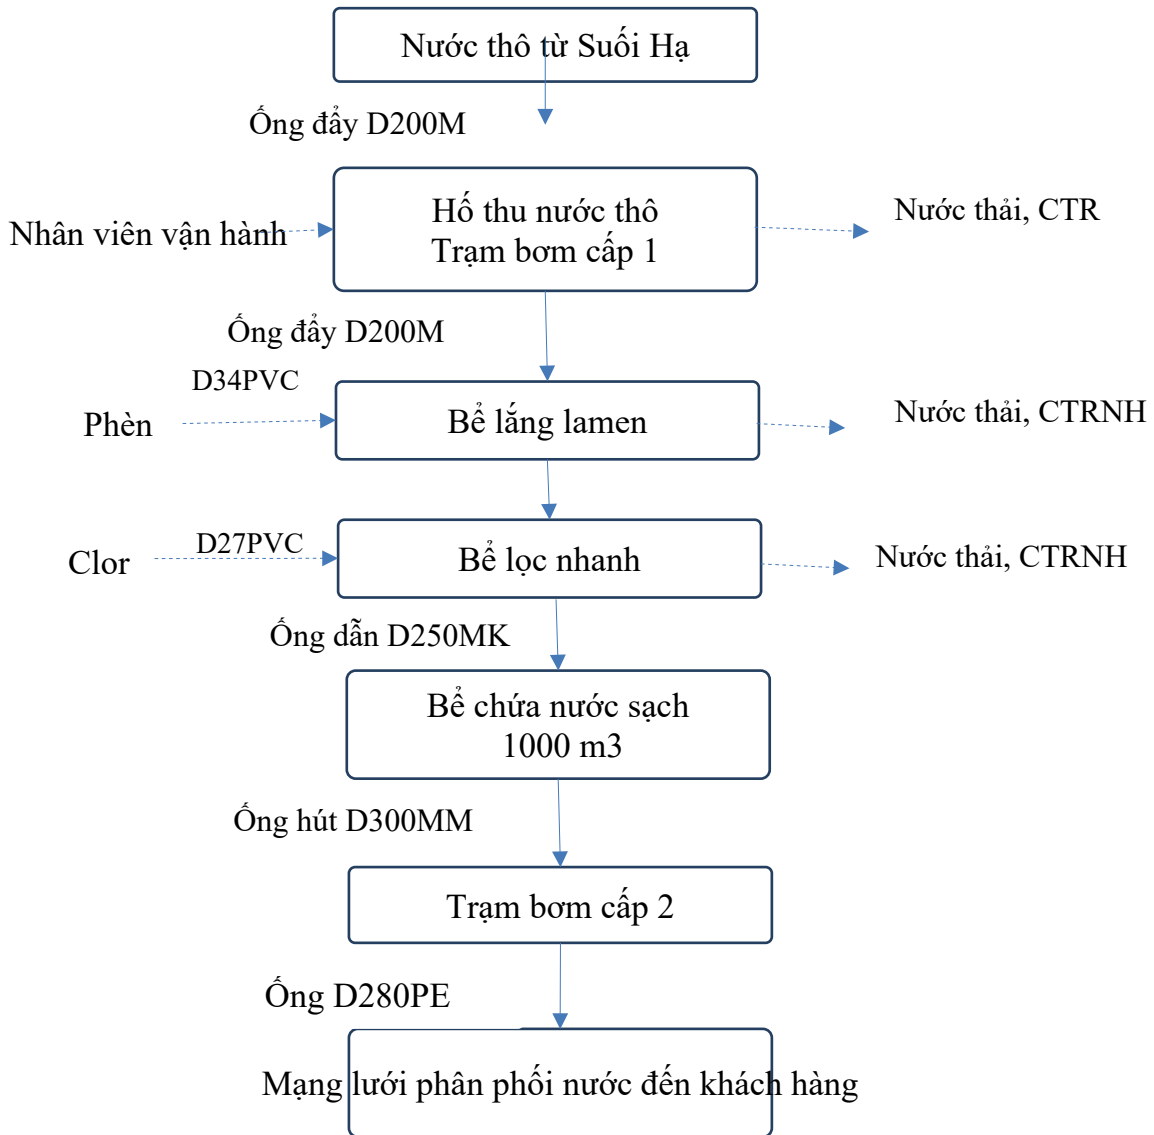 Nước thô từ Suối Hạ
Ống đẩy D200M
Hố thu nước thô
Trạm bơm cấp 1
Nhân viên vận hành
Nước thải, CTR
Ống đẩy D200M
D34PVC
Phèn
Bể lắng lamen
Nước thải, CTRNH
Clor
D27PVC
Bể lọc nhanh
Nước thải, CTRNH
Ống dẫn D250MK
Bể chứa nước sạch
1000 m3
Ống hút D300MM
Trạm bơm cấp 2
Ống D280PE
Mạng lưới phân phối nước đến khách hàng